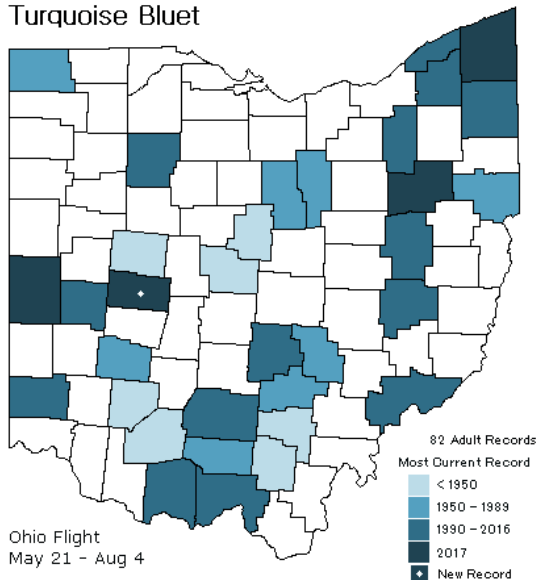 Turquoise Bluet
82 Adult Records
Most Current Record
< 1950
1950 - 1989
1990 - 2016
2017
New Record
Ohio Flight
May 21 - Aug 4